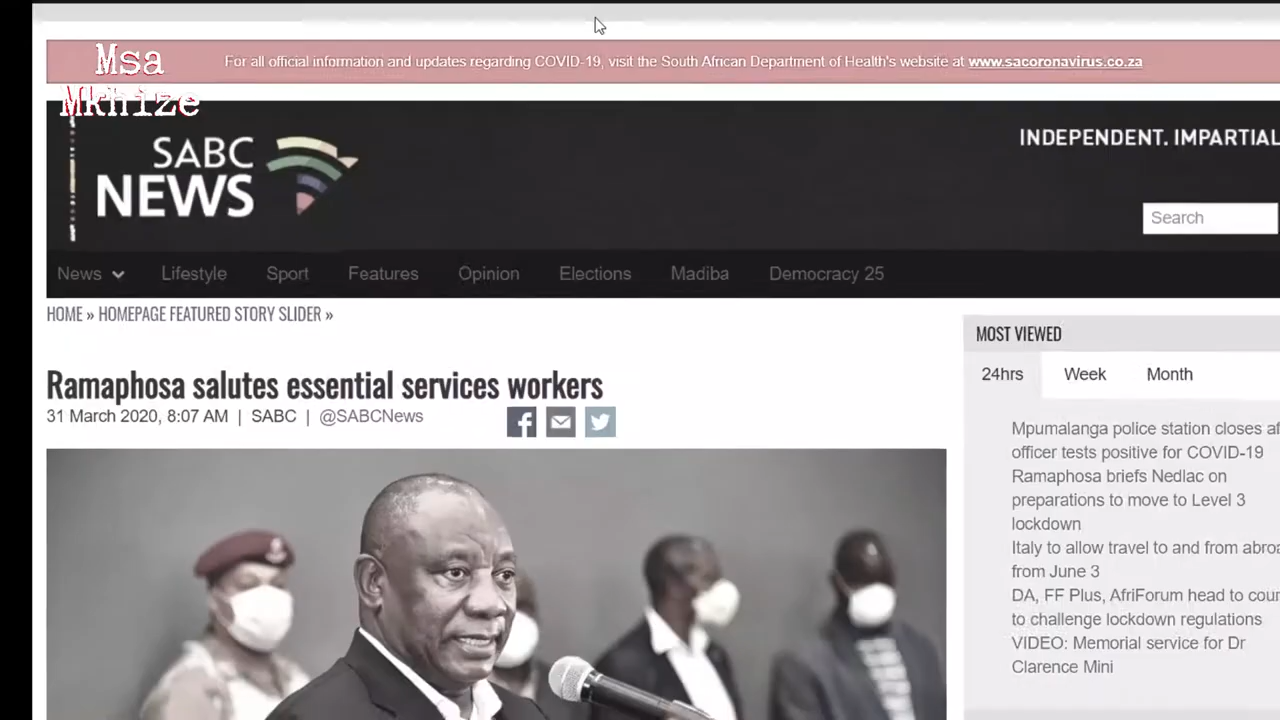 Msa
Mkhize
For all official information and updates regarding COVID-19, visit the South African Department of Health's website at www.sacoronavirus.co.za
SABC
NEWS
INDEPENDENT. IMPARTIAL
Search
News Lifestyle Sport Features Opinion Elections Madiba Democracy 25
HOME » HOMEPAGE FEATURED STORY SLIDER »
Ramaphosa salutes essential services workers
31 March 2020, 8:07 AM | SABC | @SABCNews
MOST VIEWED
24hrs Week Month
Mpumalanga police station closes
officer tests positive for COVID-19
Ramaphosa briefs Nedlac on
preparations to move to Level 3
lockdown
Italy to allow travel to and from
from June 3
DA, FF Plus, AfriForum head to
to challenge lockdown regulations
VIDEO: Memorial service for Dr
Clarence Mini